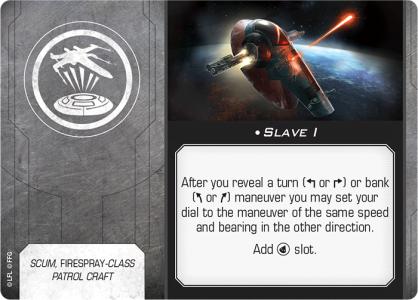 • SLAVE I
After you reveal a turn (↰ or ↱) or bank
(↖ or ↗) maneuver you may set your
dial to the maneuver of the same speed
and bearing in the other direction.
Add slot.
SCUM, FIRESPRAY-CLASS
PATROL CRAFT
© LFL © FFG